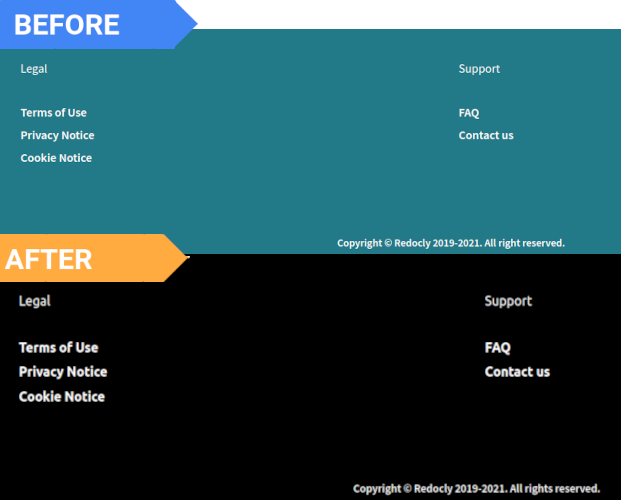 BEFORE
Legal
Support
Terms of Use
FAQ
Privacy Notice
Contact us
Cookie Notice
Copyright © Redocly 2019-2021. All right reserved.
AFTER
Legal
Support
Terms of Use
FAQ
Privacy Notice
Contact us
Cookie Notice
Copyright © Redocly 2019-2021. All rights reserved.